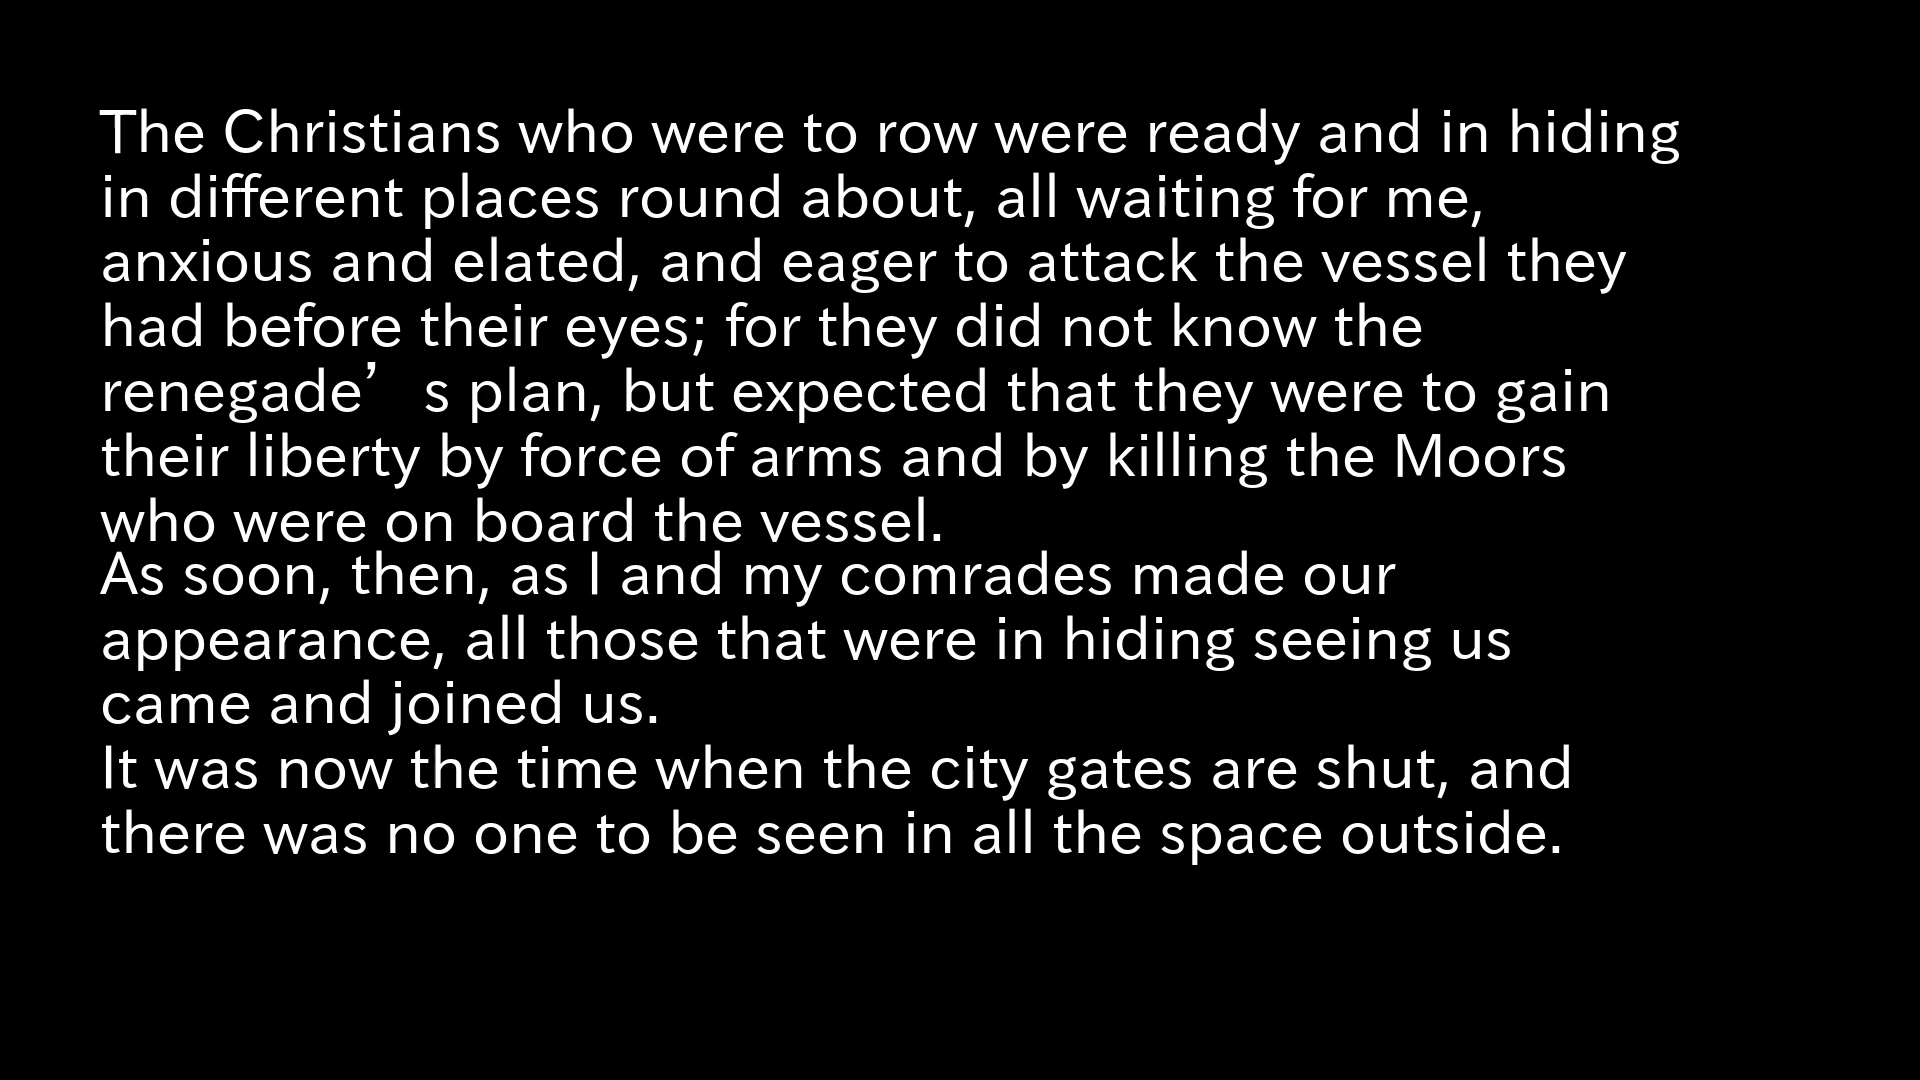 The Christians who were to row were ready and in hiding
in different places round about, all waiting for me,
anxious and elated, and eager to attack the vessel they
had before their eyes; for they did not know the
renegade’s plan, but expected that they were to gain
their liberty by force of arms and by killing the Moors
who were on board the vessel.
As soon, then, as I and my comrades made our
appearance, all those that were in hiding seeing us
came and joined us.
It was now the time when the city gates are shut, and
there was no one to be seen in all the space outside.